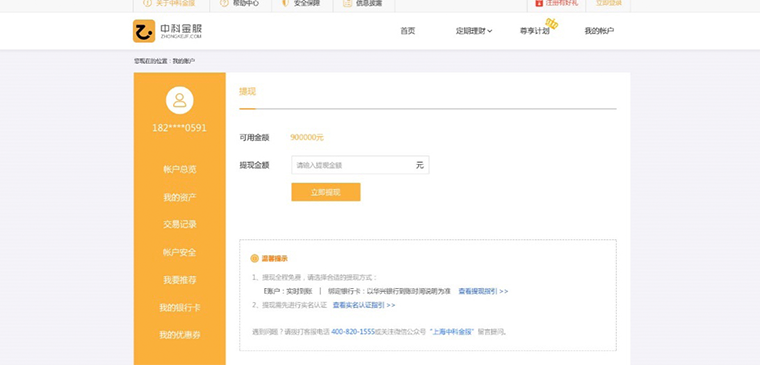 关于中科金服 帮助中心 安全保障 信息披露 注册有好礼 立即登录
中科金服
ZHONGKEJF.COM
首页 定期理财 尊享计划 我的帐户
您现在的位置：我的账户
182****0591
帐户总览
我的资产
交易记录
帐户安全
我要推荐
我的银行卡
我的优惠券
提现
可用金额 900000元
提现金额 请输入提现金额 元
立即提现
温馨提示
1、提现全程免费，请选择合适的提现方式：
E账户：实时到账 | 绑定银行卡：以华兴银行到账时间说明为准 查看提现指引 >>
2、提现需先进行实名认证 查看实名认证指引 >>
遇到问题？请拨打客服电话 400-820-1555或关注微信公众号“上海中科金服”留言提问。